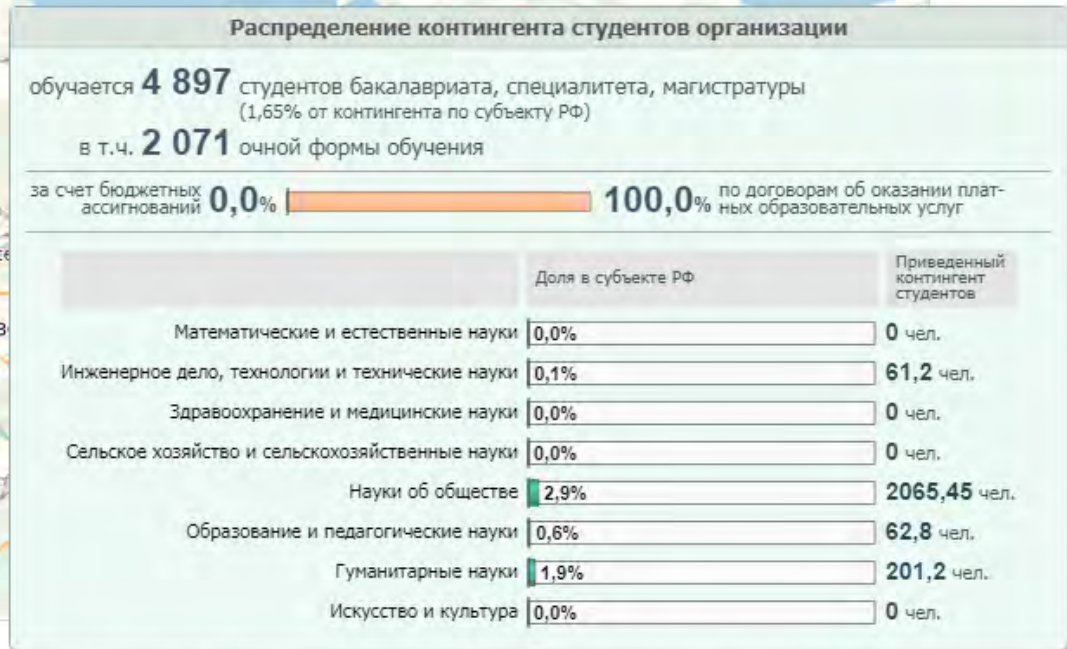 Распределение контингента студентов организации
обучается 4 897 студентов бакалавриата, специалитета, магистратуры
(1,65% от контингента по субъекту РФ)
в т.ч. 2 071 очной формы обучения
за счет бюджетных
ассигнований 0,0% 100,0% по договорам об оказании плат-
ных образовательных услуг
Доля в субъекте РФ
Приведенный
контингент
студентов
Математические и естественные науки 0,0% 0 чел.
Инженерное дело, технологии и технические науки 0,1% 61,2 чел.
Здравоохранение и медицинские науки 0,0% 0 чел.
Сельское хозяйство и сельскохозяйственные науки 0,0% 0 чел.
Науки об обществе 2,9% 2065,45 чел.
Образование и педагогические науки 0,6% 62,8 чел.
Гуманитарные науки 1,9% 201,2 чел.
Искусство и культура 0,0% 0 чел.